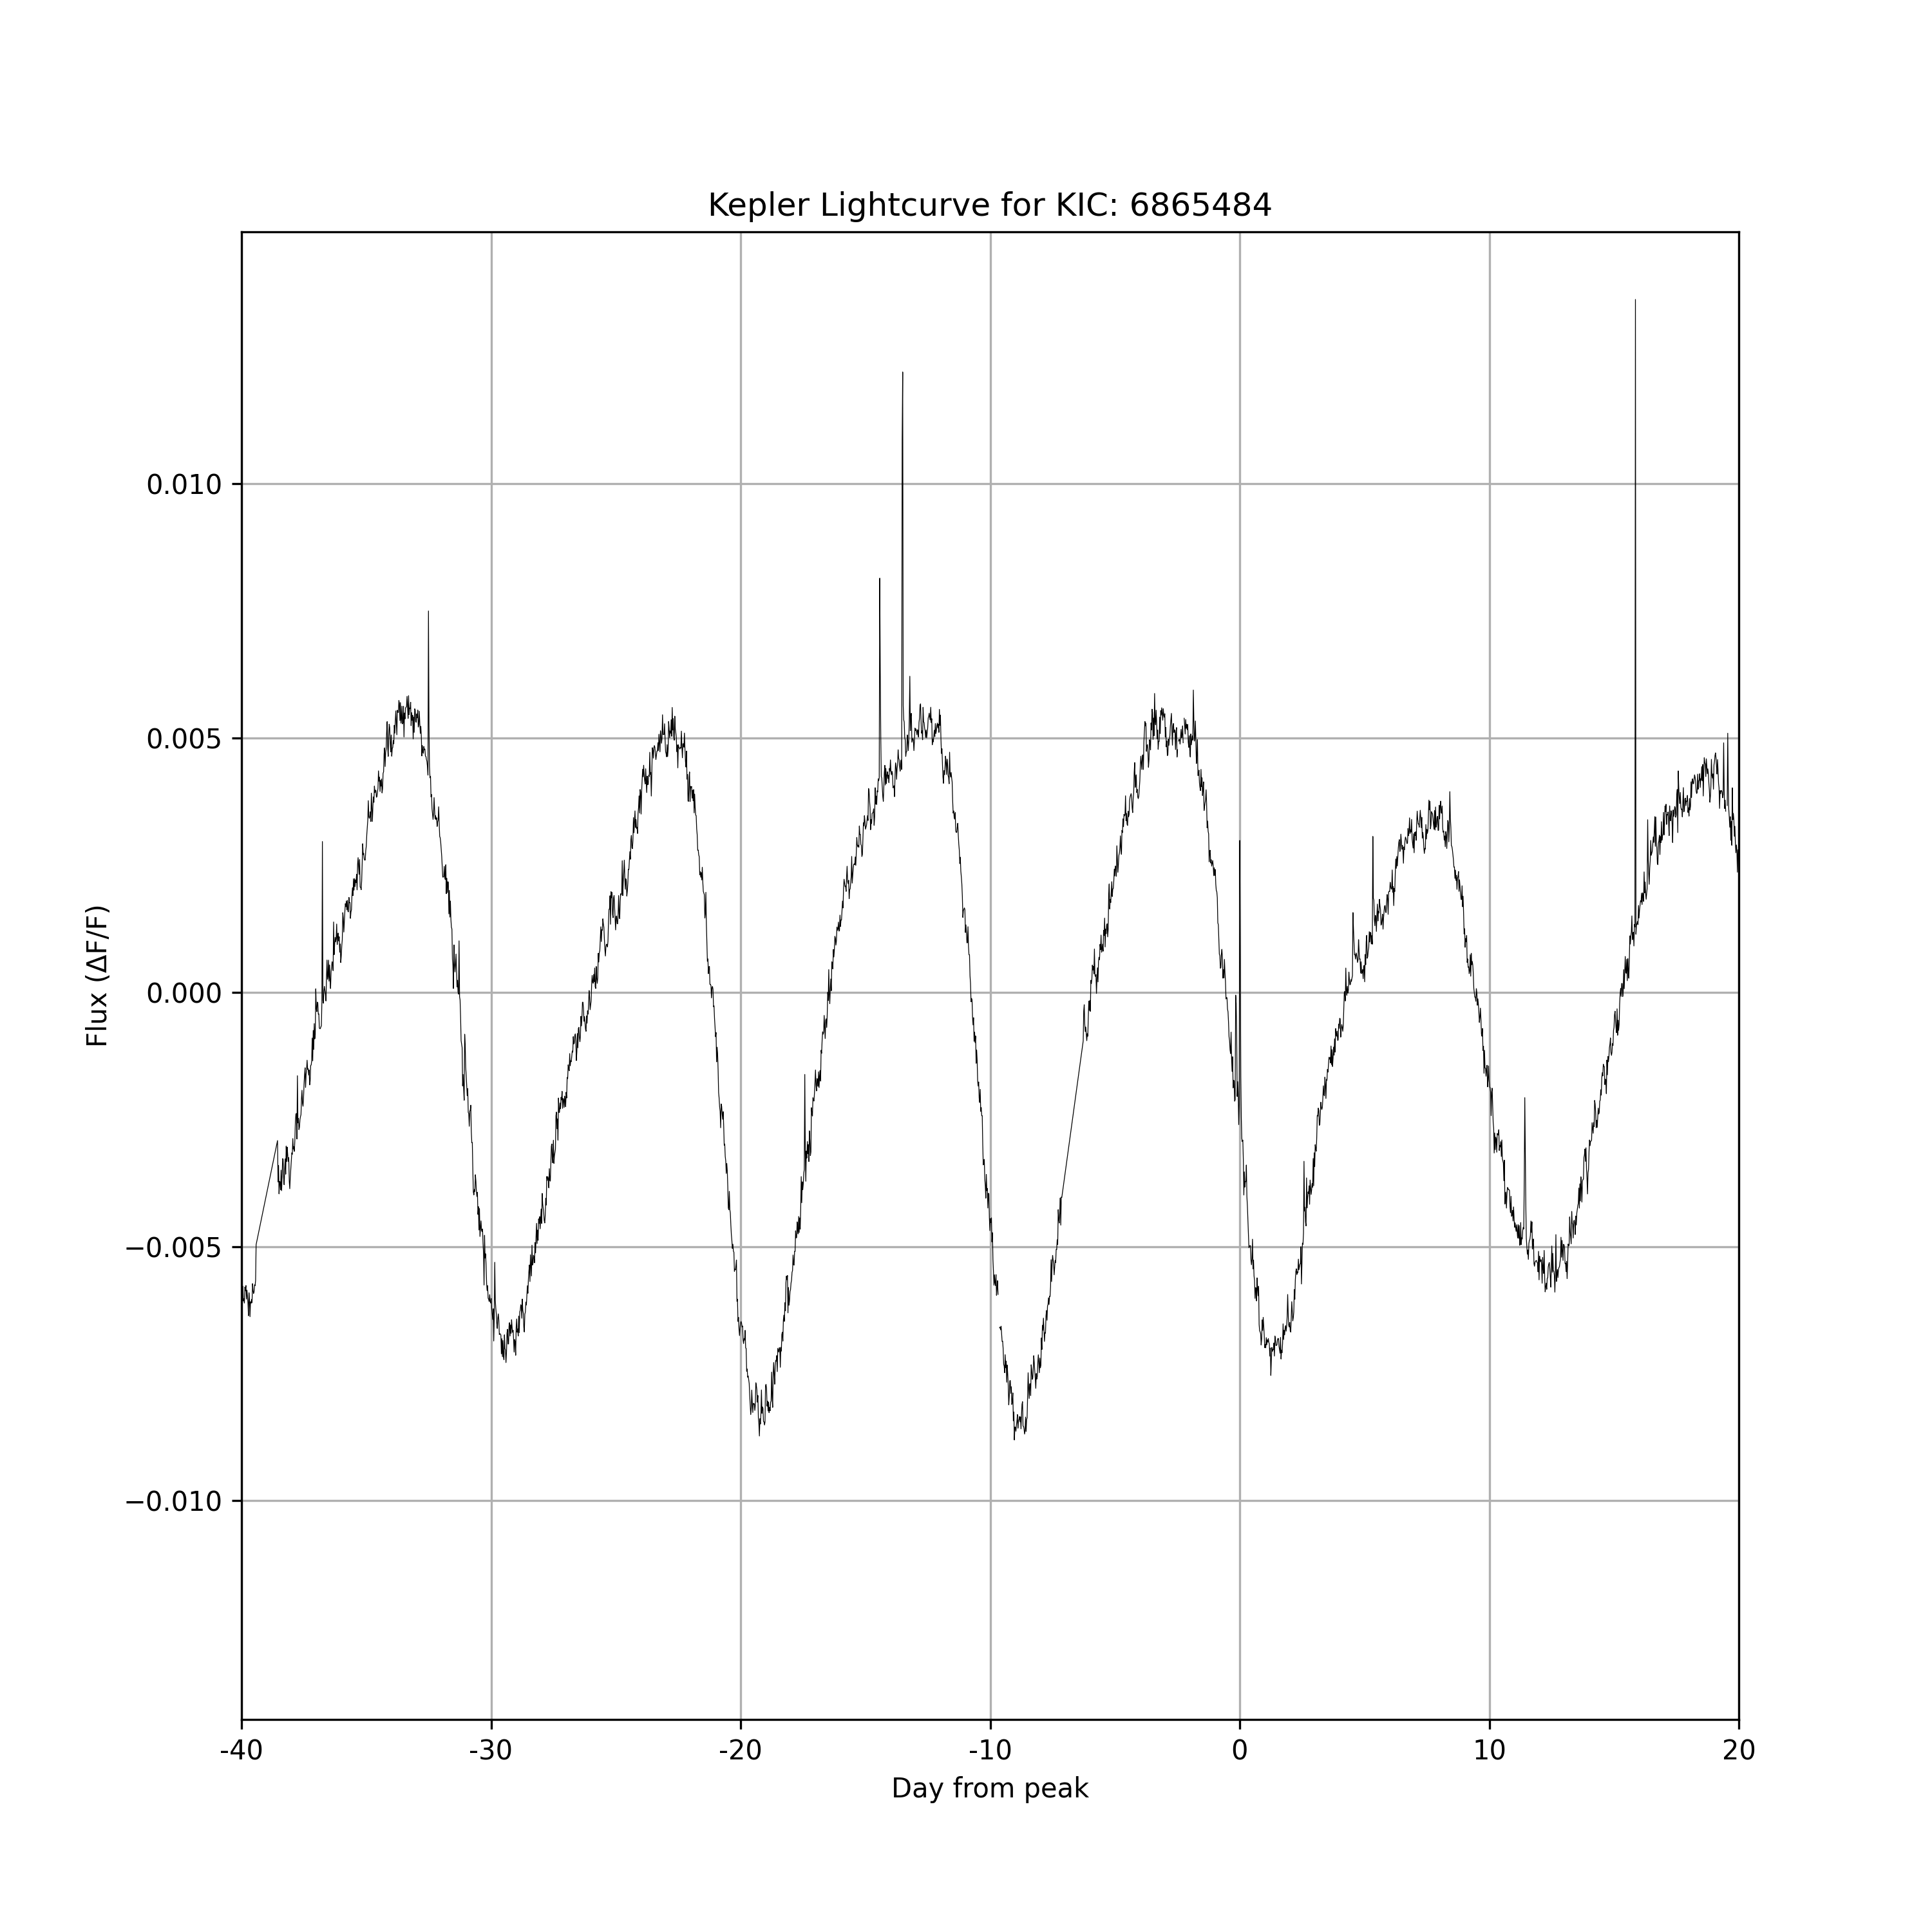 Kepler Lightcurve for KIC: 6865484
Flux (ΔF/F)
0.010
0.005
0.000
−0.005
−0.010
-40 -30 -20 -10 0 10 20
Day from peak